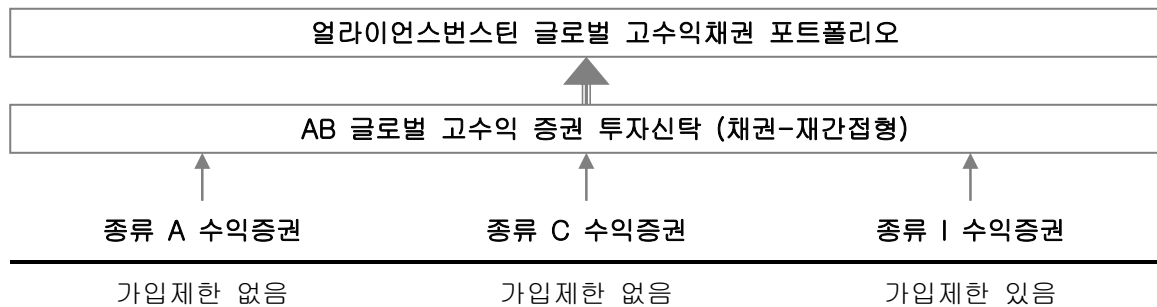 얼라이언스번스틴 글로벌 고수익채권 포트폴리오
AB 글로벌 고수익 증권 투자신탁 (채권-재간접형)
종류 A 수익증권 종류 C 수익증권 종류 I 수익증권
가입제한 없음 가입제한 없음 가입제한 있음